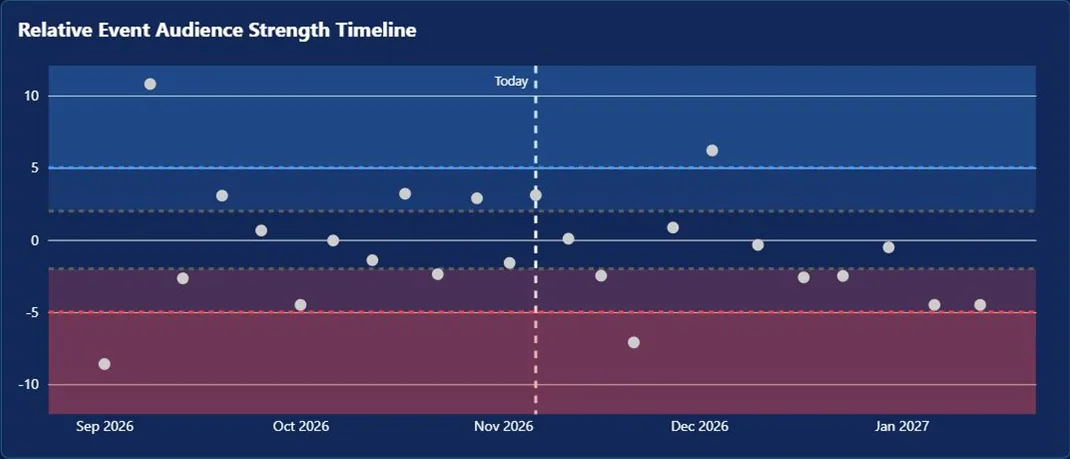 Relative Event Audience Strength Timeline
Today
10
5
0
-5
-10
Sep 2026 Oct 2026 Nov 2026 Dec 2026 Jan 2027